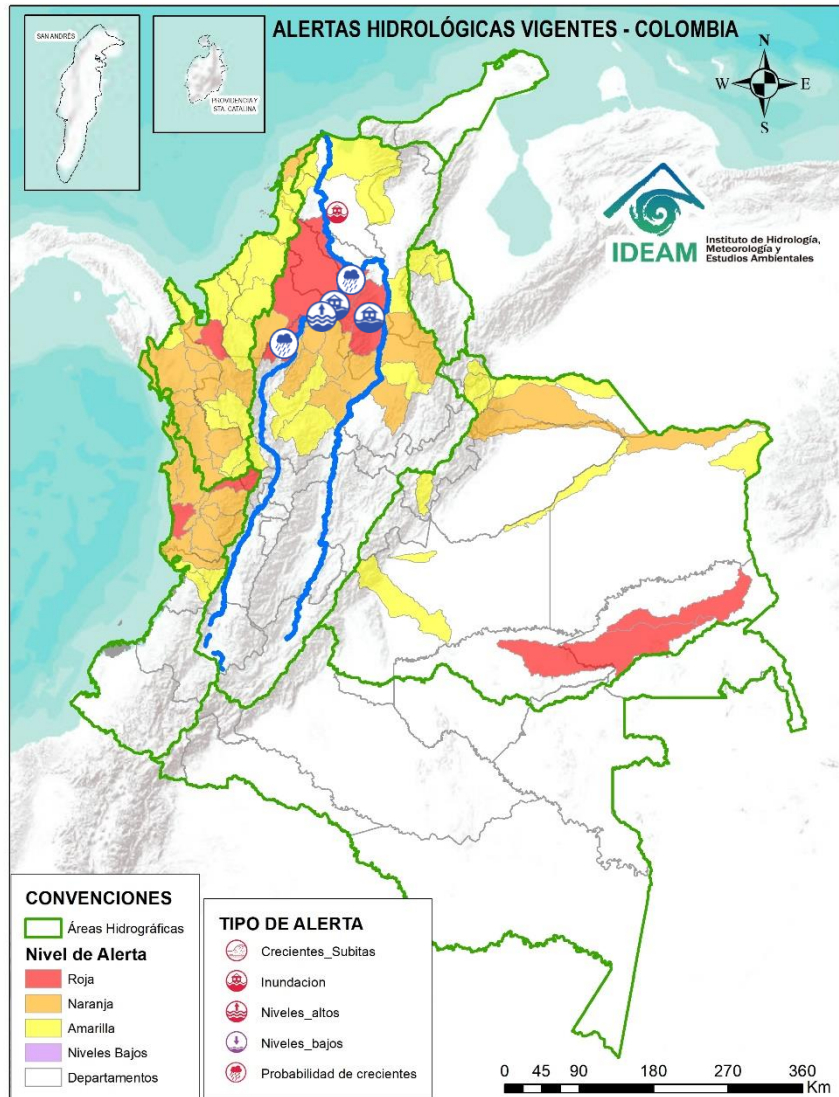 ALERTAS HIDROLÓGICAS VIGENTES - COLOMBIA
SAN ANDRÉS
PROVIDENCIA Y
STA. CATALINA
N
W
E
S
IDEAM
Instituto de Hidrología,
Meteorología y
Estudios Ambientales
CONVENCIONES
Áreas Hidrográficas
Nivel de Alerta
Roja
Naranja
Amarilla
Niveles Bajos
Departamentos
TIPO DE ALERTA
Crecientes_Subitas
Inundacion
Niveles_altos
Niveles_bajos
Probabilidad de crecientes
0 45 90 180 270 360
Km